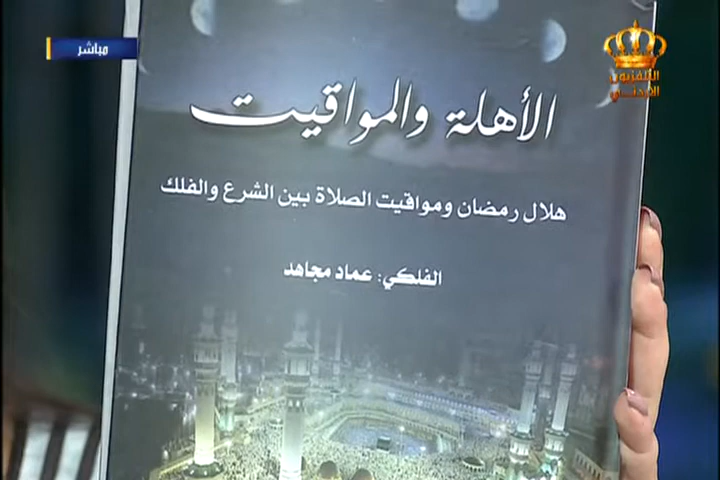 مباشر
التلفزيون
الأردني
الأهلة والمواقيت
هلال رمضان ومواقيت الصلاة بين الشرع والفلك
الفلكي: عماد مجاهد